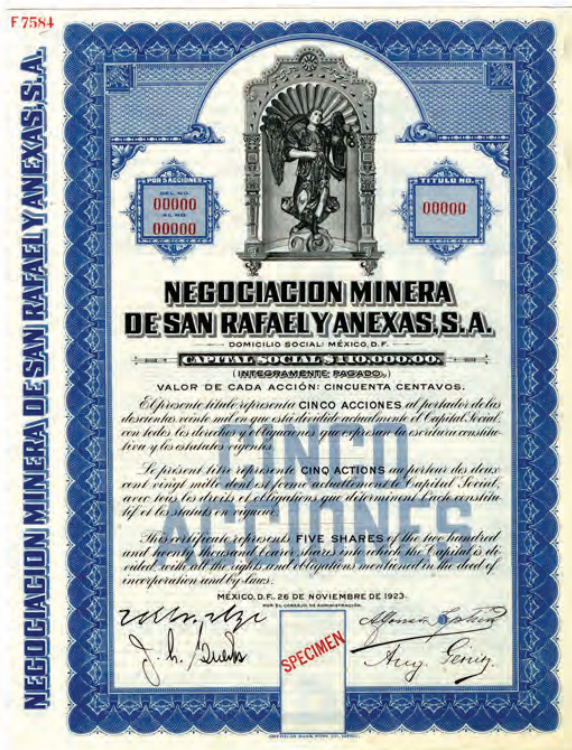 F 7584
NEGOCIACION MINERA DE SAN RAFAEL Y ANEXAS, S.A.
POR 5 ACCIONES
DEL NO.
00000
AL NO.
00000
TITULO NO.
00000
NEGOCIACION MINERA
DE SAN RAFAEL Y ANEXAS, S.A.
DOMICILIO SOCIAL: MÉXICO, D.F.
CAPITAL SOCIAL $110,000.00.
(INTEGRAMENTE PAGADO.)
VALOR DE CADA ACCIÓN: CINCUENTA CENTAVOS.
CINCO
ACCIONES
El presente título representa CINCO ACCIONES al portador de las
doscientas veinte mil en que está dividido actualmente el Capital Social,
con todos los derechos y obligaciones que expresan la escritura constitu-
tiva y los estatutos vigentes.
Le présent titre représente CINQ ACTIONS au porteur des deux
cent vingt mille dont est formé actuellement le Capital Social,
avec tous les droits et obligations que déterminent l'acte constitu-
tif et les statuts en vigueur.
This certificate represents FIVE SHARES of the two hundred
and twenty thousand bearer shares into which the Capital is di-
vided, with all the rights and obligations mentioned in the deed of
incorporation and by-laws.
MÉXICO, D.F. 26 DE NOVIEMBRE DE 1923.
POR EL CONSEJO DE ADMINISTRACIÓN.
SPECIMEN
Aug. Genin